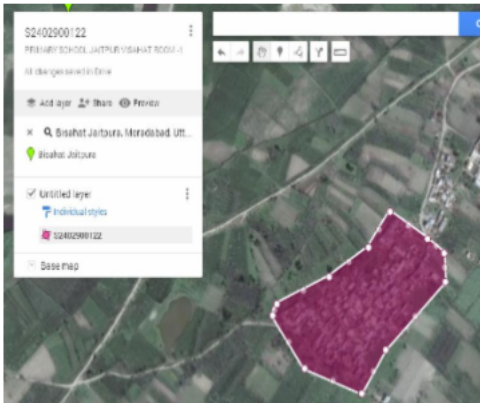 S2402900122
PRIMARY SCHOOL JAITPUR VISAHAT ROOM -1
All changes saved in Drive
Add layer Share Preview
Bisahat Jaitpura, Moradabad, Utt...
Bisahat Jaitpura
Untitled layer
Individual styles
S2402900122
Base map